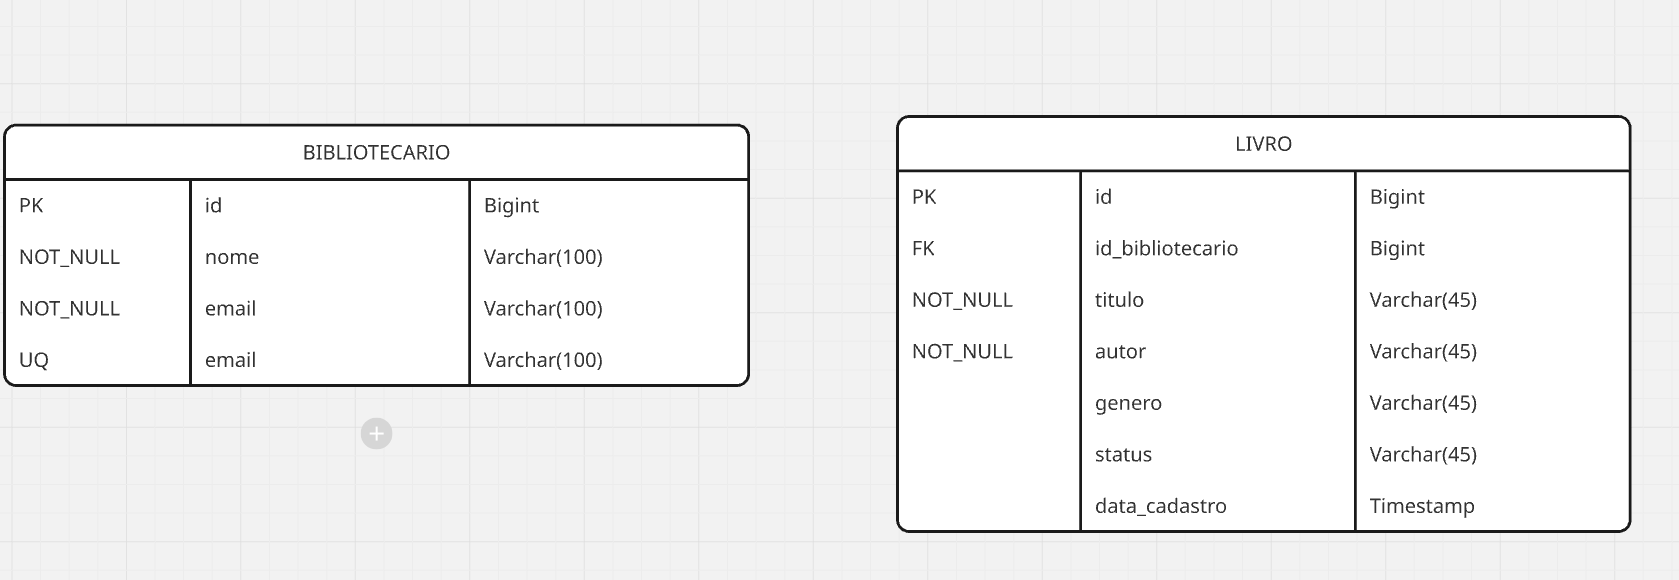 BIBLIOTECARIO
PK id Bigint
NOT_NULL nome Varchar(100)
NOT_NULL email Varchar(100)
UQ email Varchar(100)
LIVRO
PK id Bigint
FK id_bibliotecario Bigint
NOT_NULL titulo Varchar(45)
NOT_NULL autor Varchar(45)
genero Varchar(45)
status Varchar(45)
data_cadastro Timestamp